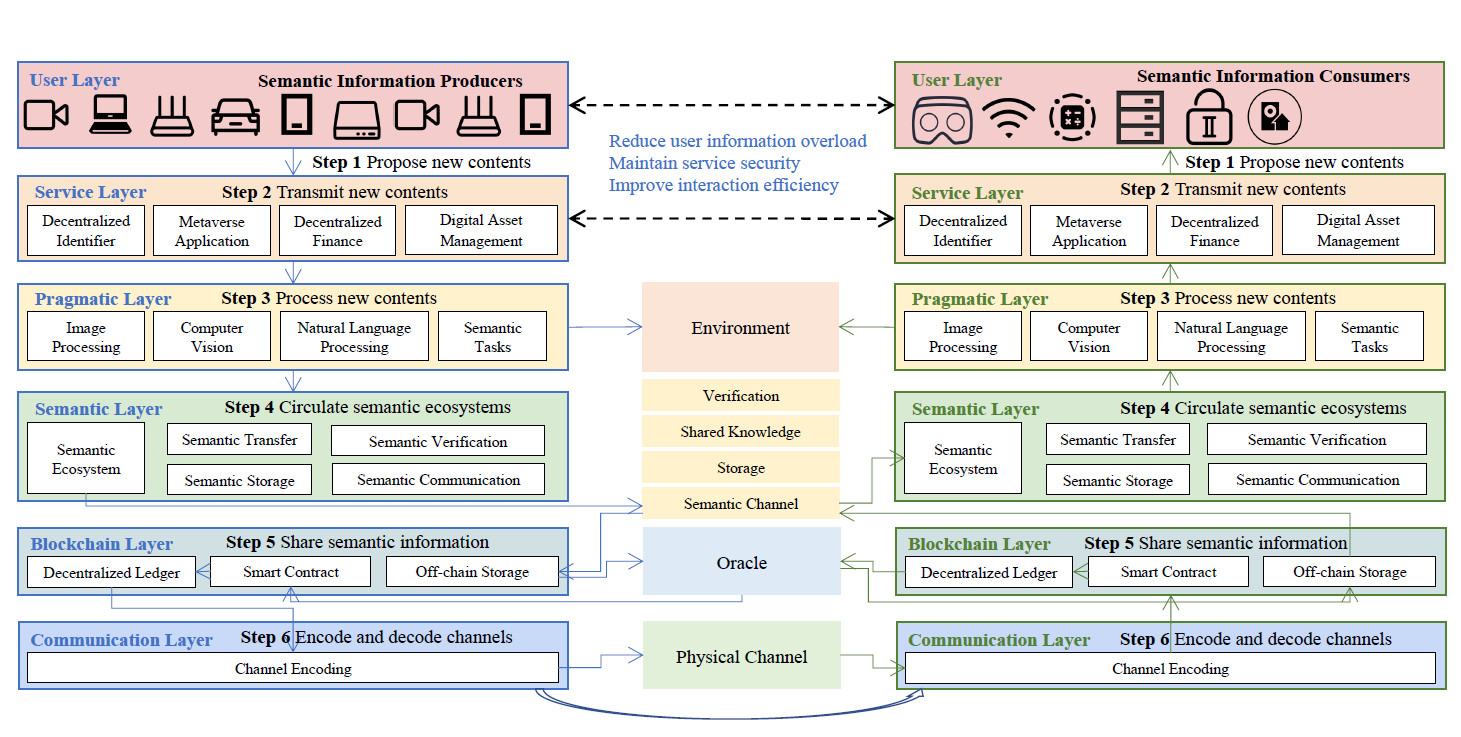 User Layer
Semantic Information Producers
Step 1 Propose new contents
Service Layer
Step 2 Transmit new contents
Decentralized
Identifier
Metaverse
Application
Decentralized
Finance
Digital Asset
Management
Pragmatic Layer
Step 3 Process new contents
Image
Processing
Computer
Vision
Natural Language
Processing
Semantic
Tasks
Semantic Layer
Step 4 Circulate semantic ecosystems
Semantic
Ecosystem
Semantic Transfer
Semantic Verification
Semantic Storage
Semantic Communication
Blockchain Layer
Step 5 Share semantic information
Decentralized Ledger
Smart Contract
Off-chain Storage
Communication Layer
Step 6 Encode and decode channels
Channel Encoding
Reduce user information overload
Maintain service security
Improve interaction efficiency
Environment
Verification
Shared Knowledge
Storage
Semantic Channel
Oracle
Physical Channel
User Layer
Semantic Information Consumers
II
Step 1 Propose new contents
Service Layer
Step 2 Transmit new contents
Decentralized
Identifier
Metaverse
Application
Decentralized
Finance
Digital Asset
Management
Pragmatic Layer
Step 3 Process new contents
Image
Processing
Computer
Vision
Natural Language
Processing
Semantic
Tasks
Semantic Layer
Step 4 Circulate semantic ecosystems
Semantic
Ecosystem
Semantic Transfer
Semantic Verification
Semantic Storage
Semantic Communication
Blockchain Layer
Step 5 Share semantic information
Decentralized Ledger
Smart Contract
Off-chain Storage
Communication Layer
Step 6 Encode and decode channels
Channel Encoding